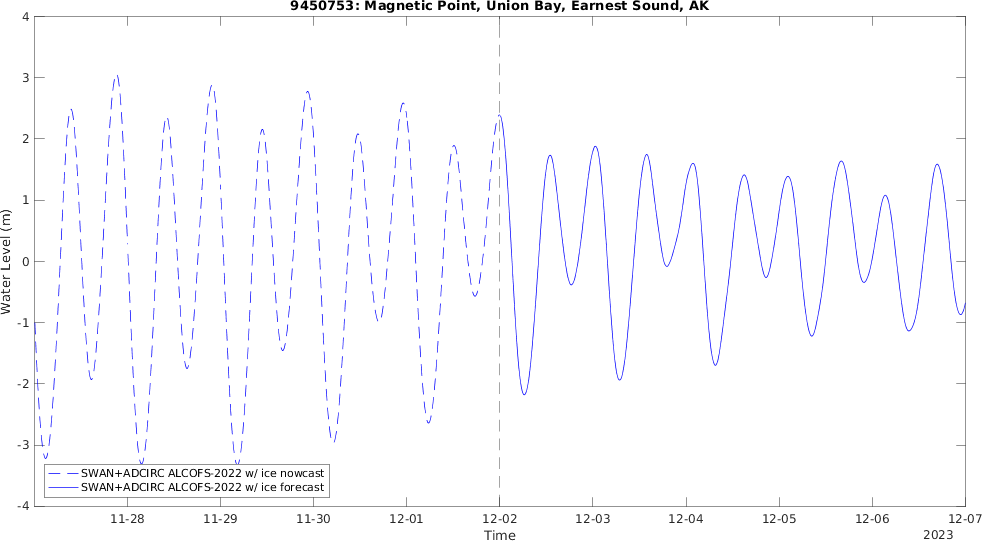 9450753: Magnetic Point, Union Bay, Earnest Sound, AK
4
3
2
1
0
-1
-2
-3
-4
Water Level (m)
SWAN+ADCIRC ALCOFS-2022 w/ ice nowcast
SWAN+ADCIRC ALCOFS-2022 w/ ice forecast
11-28 11-29 11-30 12-01 12-02 12-03 12-04 12-05 12-06 12-07
Time
2023